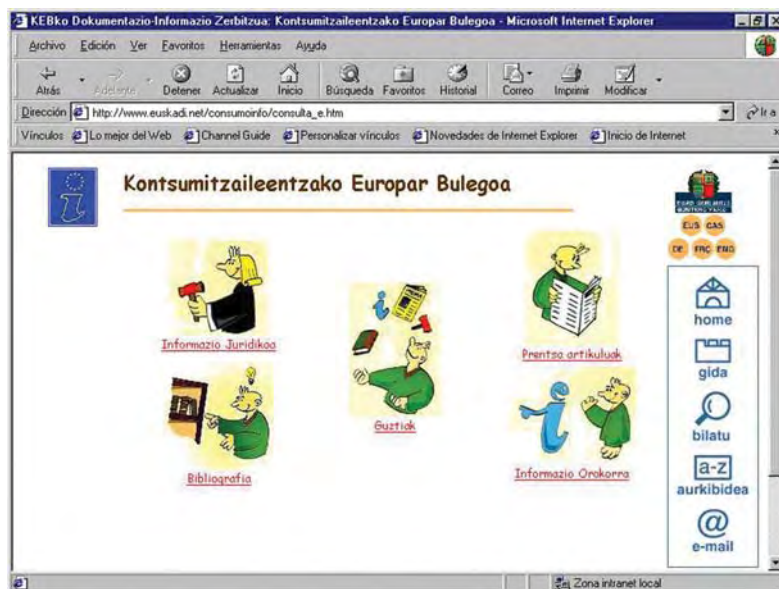 KEBko Dokumentazio-Informazio Zerbitzua: Kontsumitzaileentzako Europar Bulegoa - Microsoft Internet Explorer
Archivo Edición Ver Favoritos Herramientas Ayuda
Atrás Adelante Detener Actualizar Inicio Búsqueda Favoritos Historial Correo Imprimir Modificar
Dirección http://www.euskadi.net/consumoinfo/consulta_e.htm Ir a
Vínculos Lo mejor del Web Channel Guide Personalizar vínculos Novedades de Internet Explorer Inicio de Internet
Kontsumitzaileentzako Europar Bulegoa
EUS CAS
DE FRC ENG
Informazio Juridikoa
Prentsa artikuluak
Guztiak
Bibliografia
Informazio Orokorra
home
gida
bilatu
a-z
aurkibidea
@
e-mail
Zona intranet local